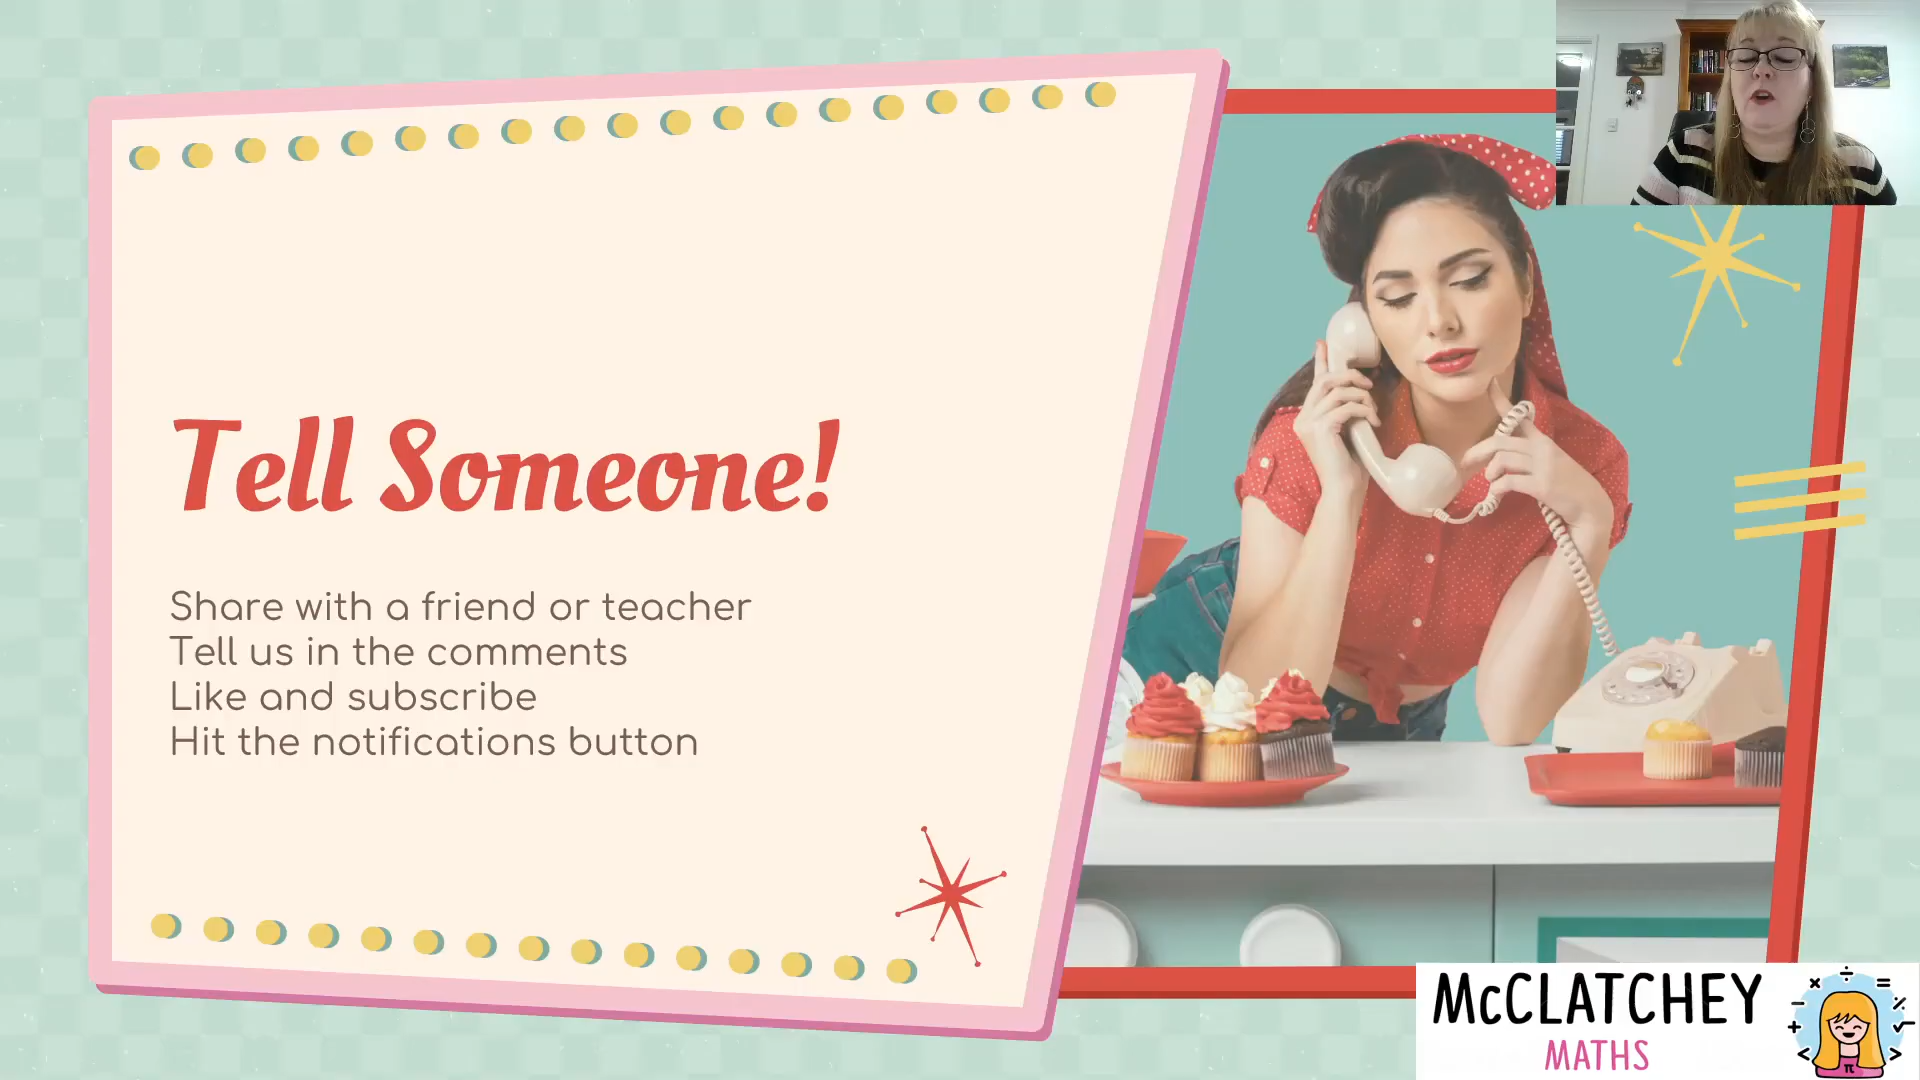 Tell Someone!
Share with a friend or teacher
Tell us in the comments
Like and subscribe
Hit the notifications button
McCLATCHEY
MATHS